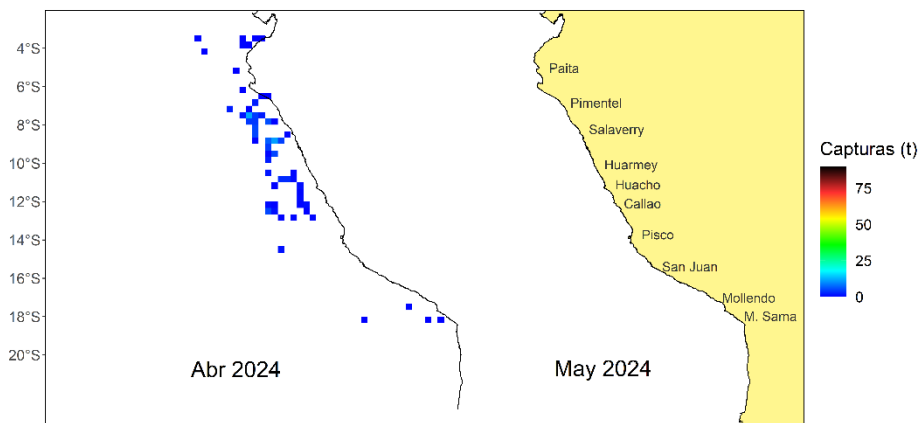 4°S
6°S
8°S
10°S
12°S
14°S
16°S
18°S
20°S
Paita
Pimentel
Salaverry
Huarmey
Huacho
Callao
Pisco
San Juan
Mollendo
M. Sama
Abr 2024
May 2024
Capturas (t)
75
50
25
0